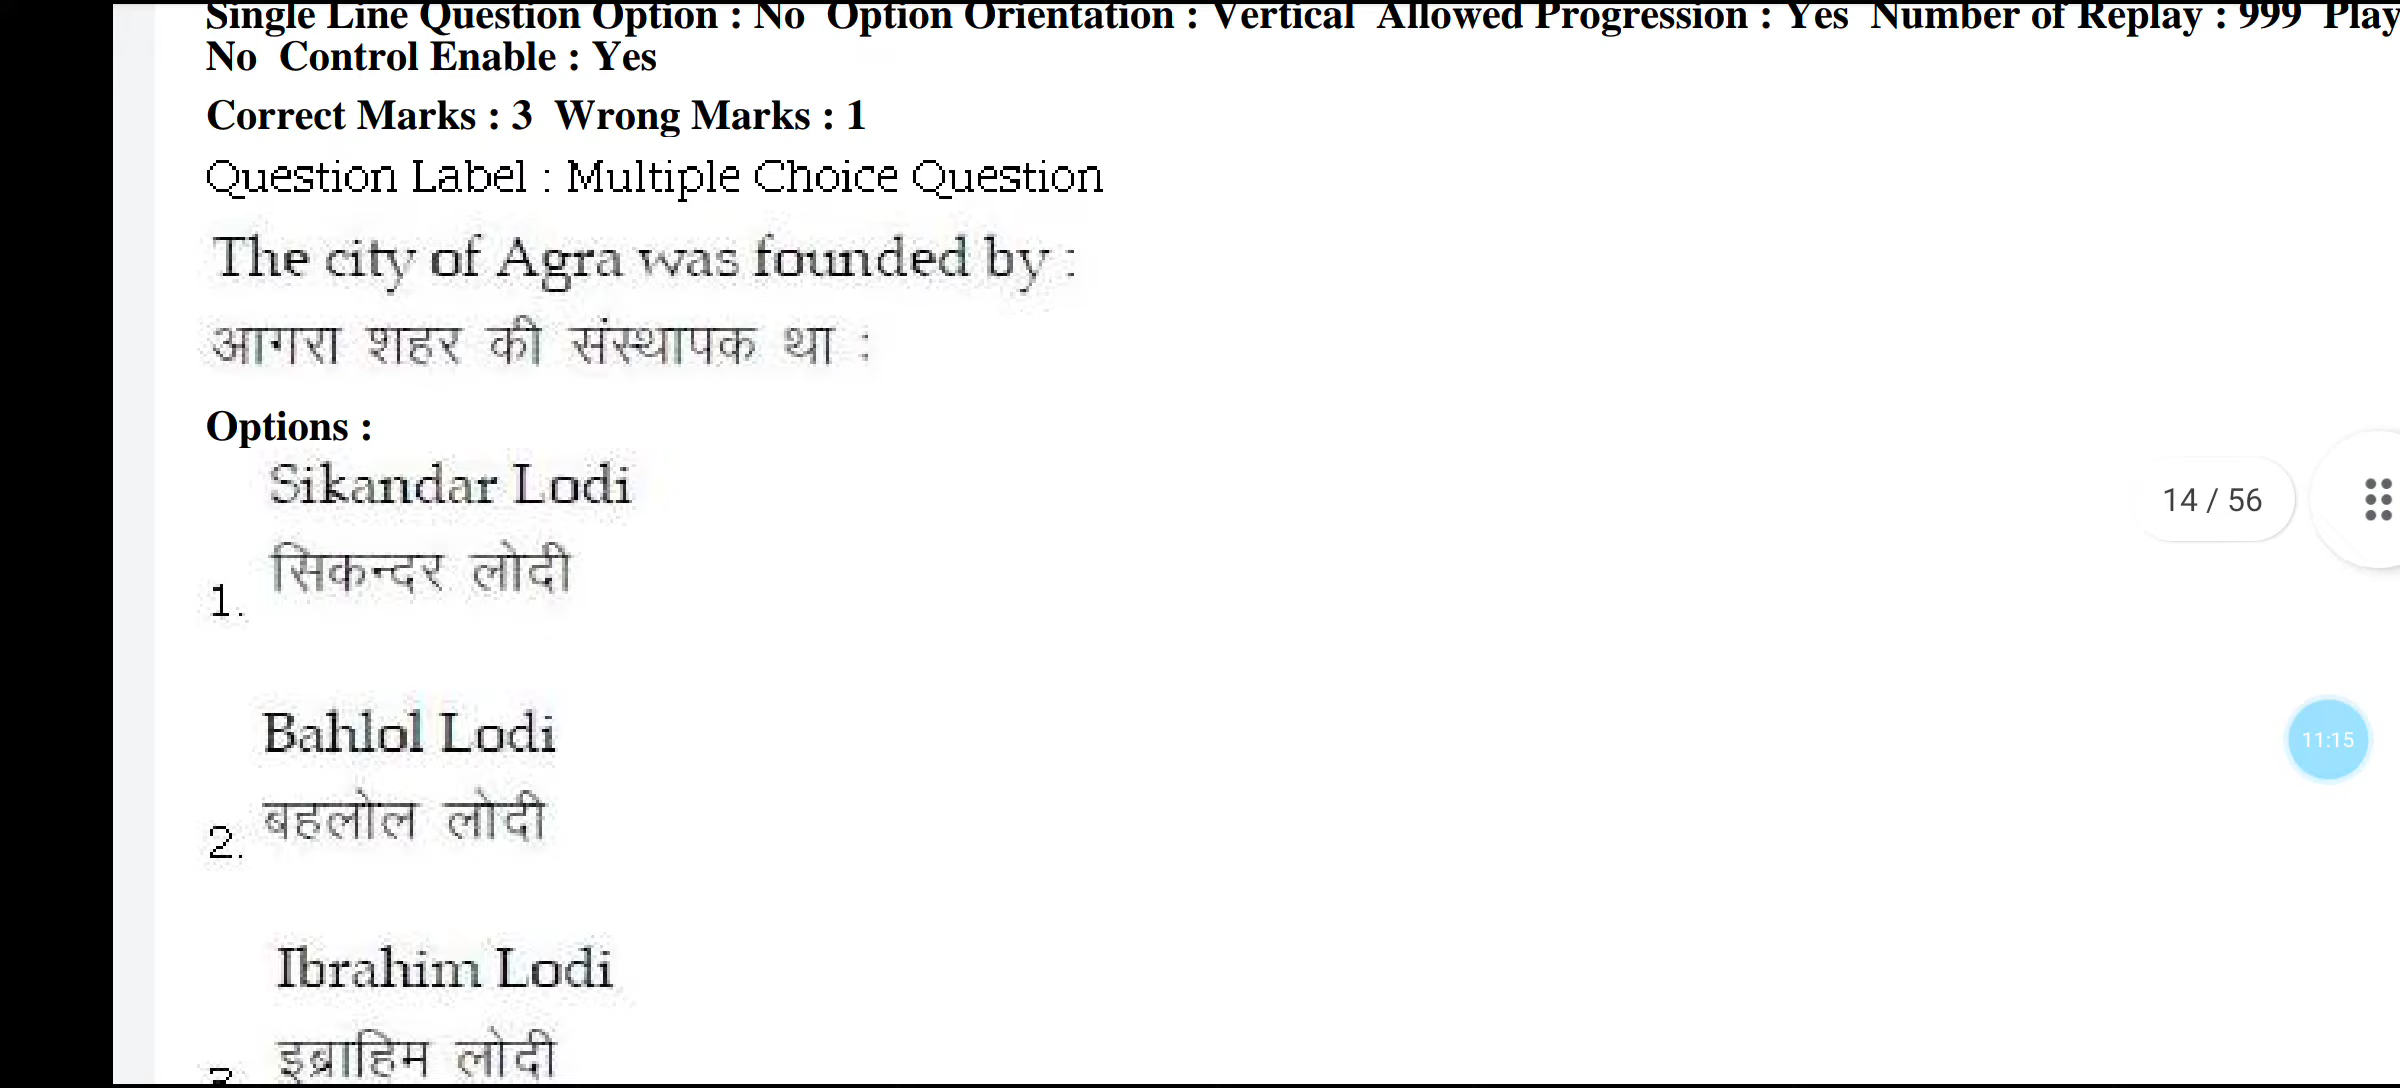 Single Line Question Option : No Option Orientation : Vertical Allowed Progression : Yes Number of Replay : 999 Play
No Control Enable : Yes
Correct Marks : 3 Wrong Marks : 1
Question Label : Multiple Choice Question
The city of Agra was founded by :
आगरा शहर की संस्थापक था :
Options :
Sikandar Lodi
सिकन्दर लोदी
1.
14 / 56
Bahlol Lodi
11:15
बहलोल लोदी
2.
Ibrahim Lodi
इब्राहिम लोदी